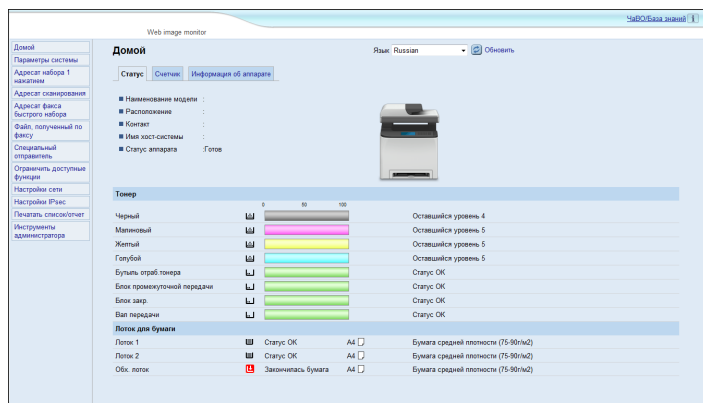 ЧаВО/База знаний
Web image monitor
Домой
Параметры системы
Адресат набора 1
нажатием
Адресат сканирования
Адресат факса
быстрого набора
Файл, полученный по
факсу
Специальный
отправитель
Ограничить доступные
функции
Настройки сети
Настройки IPsec
Печатать список/отчет
Инструменты
администратора
Домой
Язык Russian Обновить
Статус Счетчик Информация об аппарате
Наименование модели :
Расположение :
Контакт :
Имя хост-системы :
Статус аппарата :Готов
Тонер
0 50 100
Черный Оставшийся уровень 4
Малиновый Оставшийся уровень 5
Желтый Оставшийся уровень 5
Голубой Оставшийся уровень 5
Бутыль отраб.тонера Статус OK
Блок промежуточной передачи Статус OK
Блок закр. Статус OK
Вал передачи Статус OK
Лоток для бумаги
Лоток 1 Статус OK A4 Бумага средней плотности (75-90г/м2)
Лоток 2 Статус OK A4 Бумага средней плотности (75-90г/м2)
Обх. лоток Закончилась бумага A4 Бумага средней плотности (75-90г/м2)